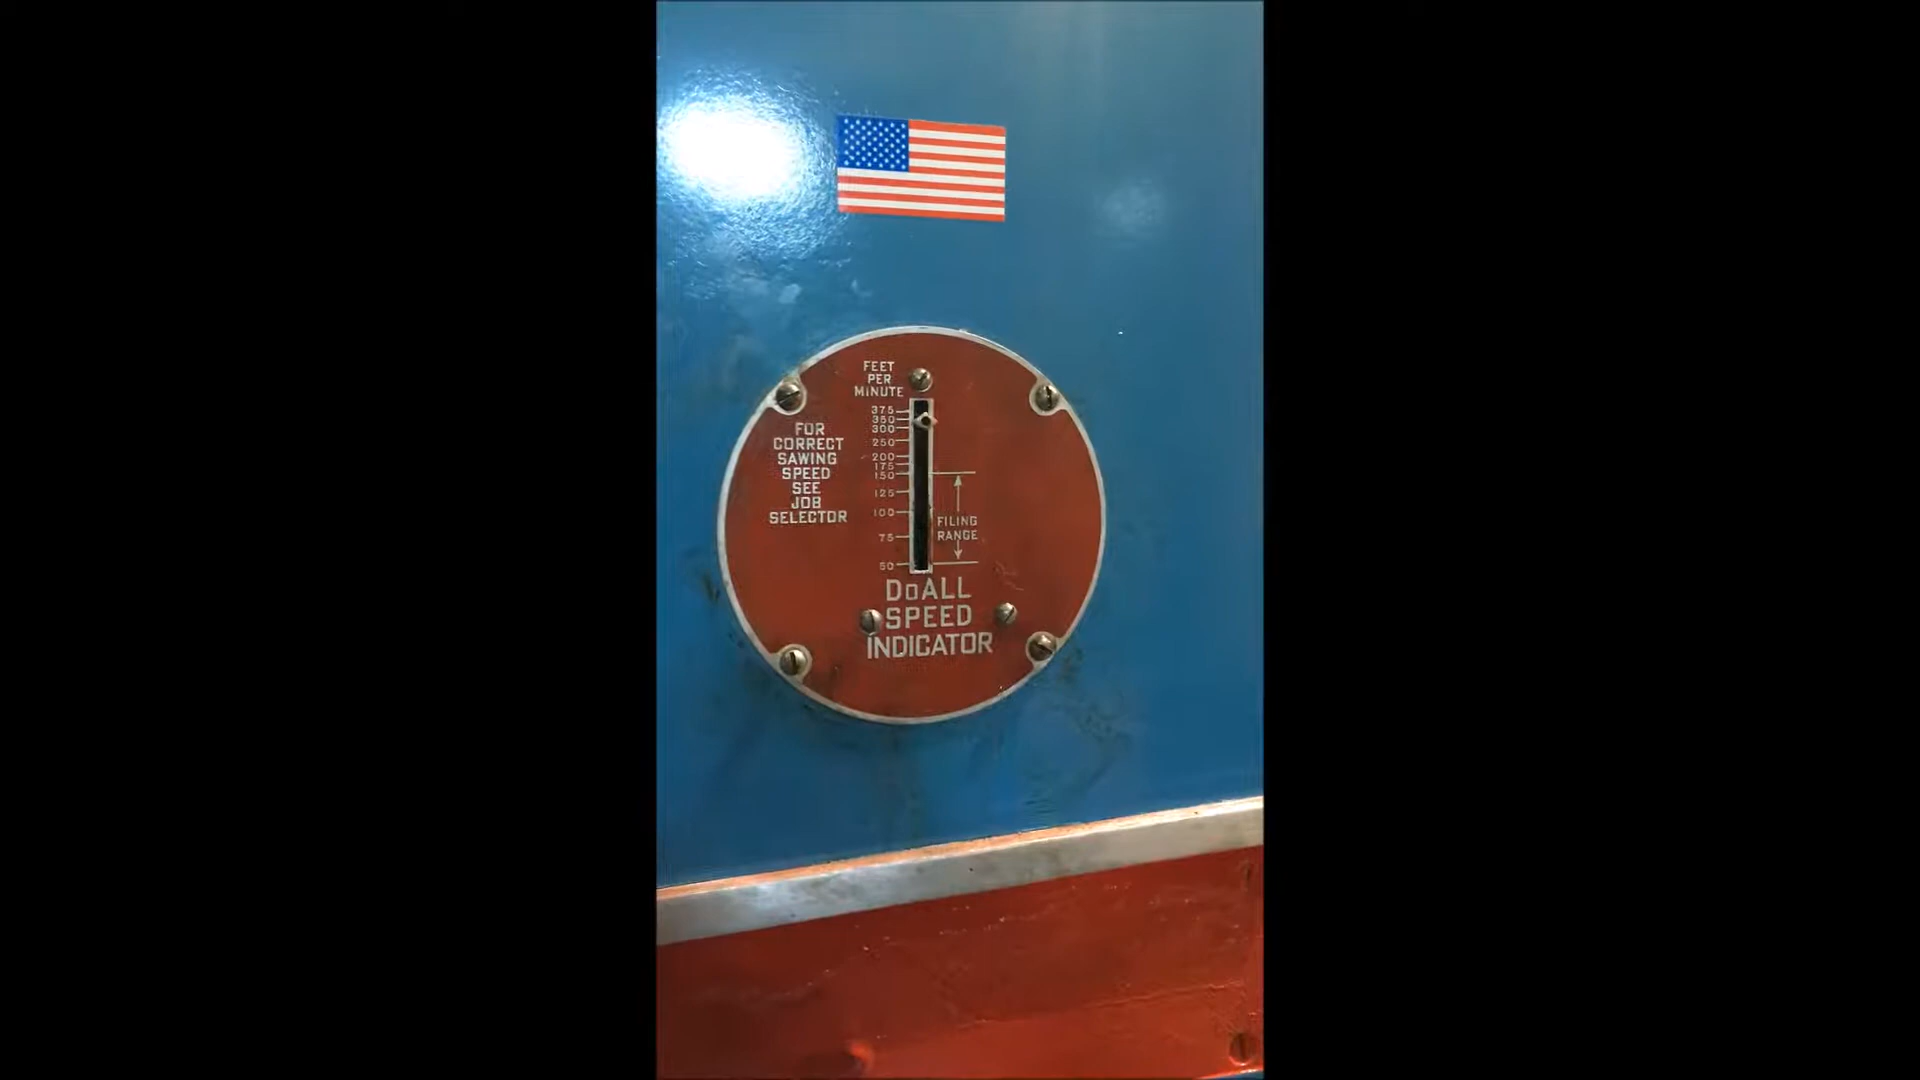 FEET
PER
MINUTE
375
350
300
250
200
175
150
125
100
75
50
FOR
CORRECT
SAWING
SPEED
SEE
JOB
SELECTOR
FILING
RANGE
DoALL
SPEED
INDICATOR